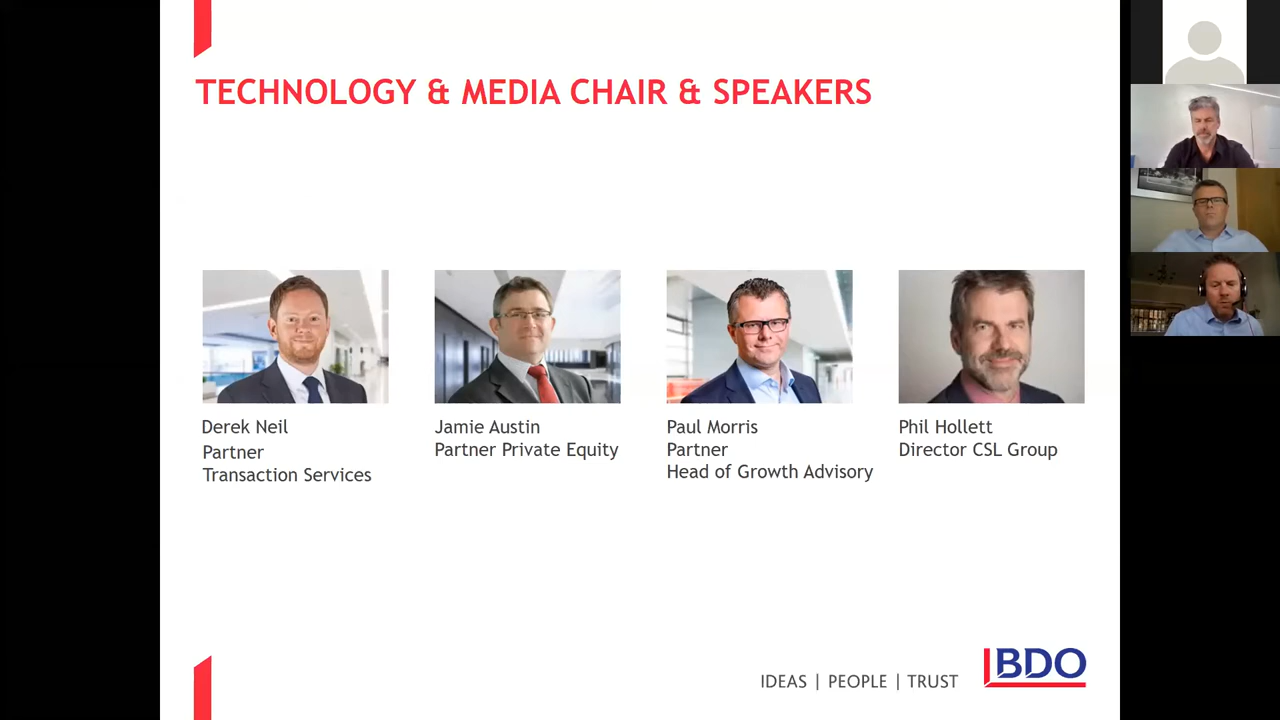 TECHNOLOGY & MEDIA CHAIR & SPEAKERS
Derek Neil
Partner
Transaction Services
Jamie Austin
Partner Private Equity
Paul Morris
Partner
Head of Growth Advisory
Phil Hollett
Director CSL Group
IDEAS | PEOPLE | TRUST
BDO